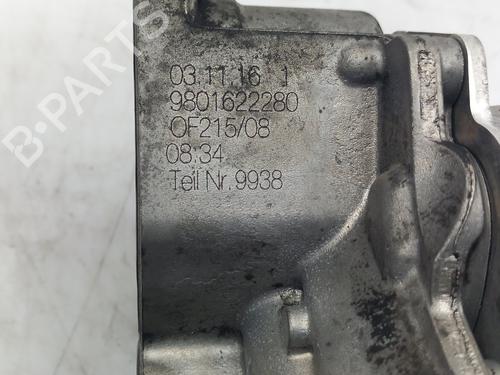 03.11.16 1
9801622280
OF215/08
08:34
Teil Nr.9938
B-PARTS